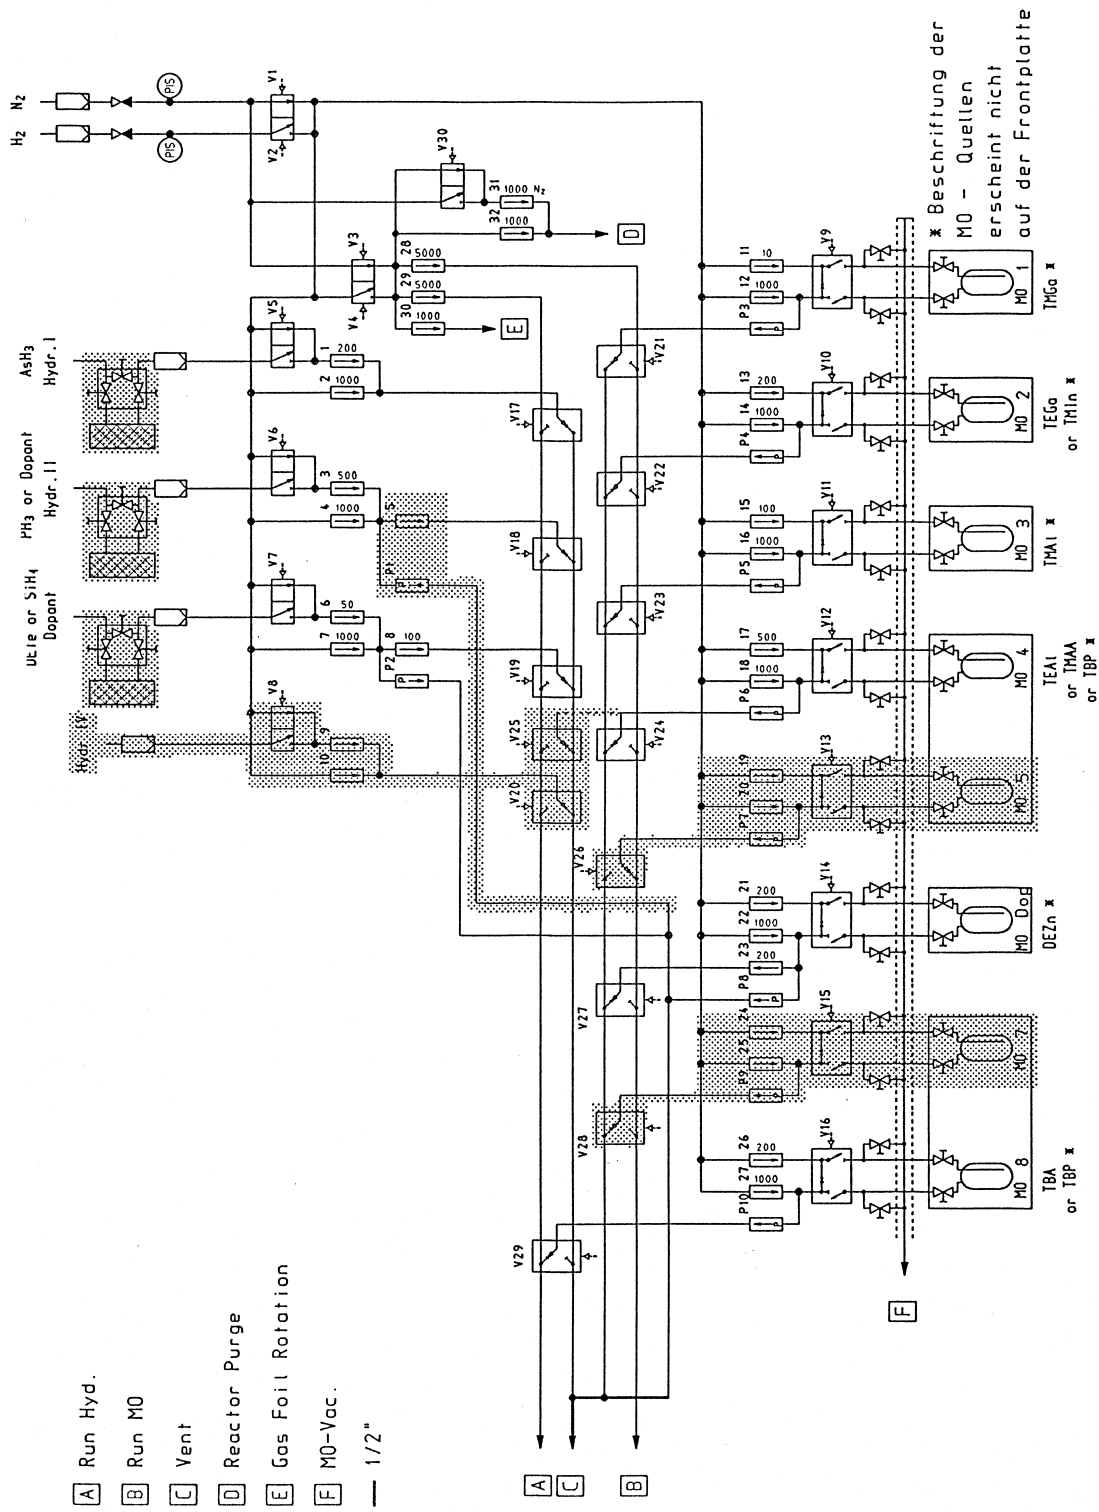 H2 N2
PIS PIS
V2 V1
V30
31 1000 N2
32 1000
D
V4 V3
28 5000
29 5000
30 1000
E
AsH3
Hydr.I
V5
1 200
2 1000
V17
PH3 or Dopant
Hydr.II
V6
3 500
4 1000
5
P1
V18
DETe or SiH4
Dopant
V7
6 50
7 1000
8 100
P2
V19
Hydr.IV
V8
9
10
V25
V20
V21
V22
V23
V24
V26
V27
V28
V29
11 10
12 1000
P3
V9
MO 1
TMGa *
13 200
14 1000
P4
V10
MO 2
TEGa
or TMIn *
15 100
16 1000
P5
V11
MO 3
TMAl *
17 500
18 1000
P6
V12
MO 4
TEAl
or TMAA
or TBP *
19
20
P7
V13
MO 5
21 200
22 1000
23 200
P8
V14
MO Dop
DEZn *
24
25
P9
V15
MO 7
26 200
27 1000
P10
V16
MO 8
TBA
or TBP *
F
* Beschriftung der
MO - Quellen
erscheint nicht
auf der Frontplatte
A Run Hyd.
B Run MO
C Vent
D Reactor Purge
E Gas Foil Rotation
F MO-Vac.
1/2"
A
C
B